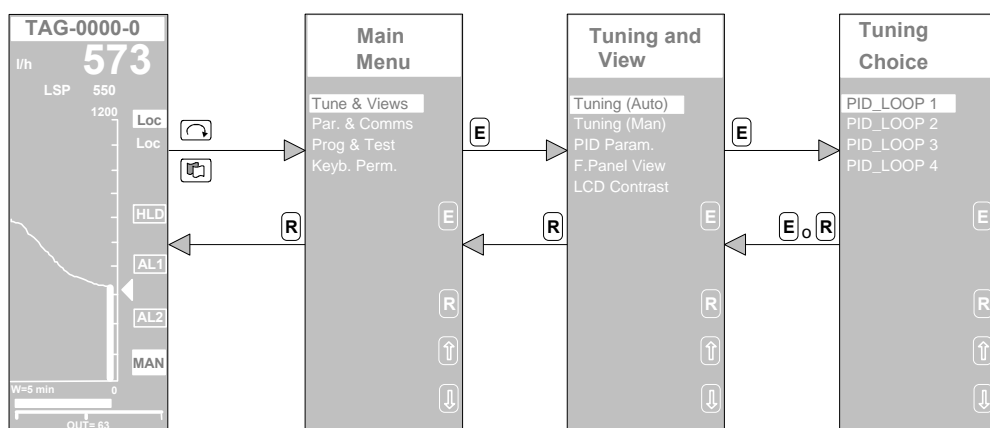 TAG-0000-0
l/h 573
LSP 550
1200
Loc
Loc
HLD
AL1
AL2
MAN
W=5 min 0
OUT= 63
R
Main
Menu
Tune & Views
Par. & Comms
Prog & Test
Keyb. Perm.
E
R
E
R
Tuning and
View
Tuning (Auto)
Tuning (Man)
PID Param.
F.Panel View
LCD Contrast
E
R
E
E o R
Tuning
Choice
PID_LOOP 1
PID_LOOP 2
PID_LOOP 3
PID_LOOP 4
E
R